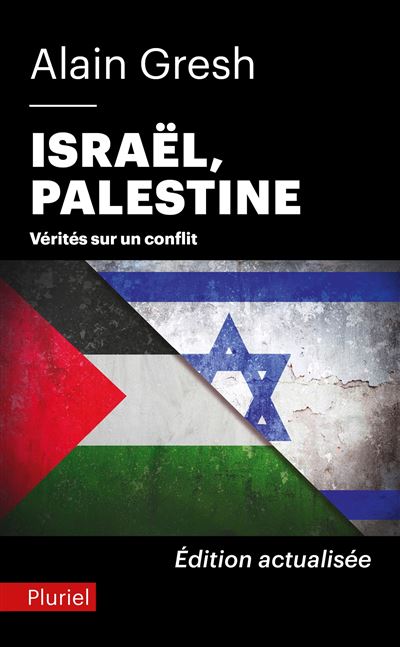 Alain Gresh
ISRAËL,
PALESTINE
Vérités sur un conflit
Édition actualisée
Pluriel